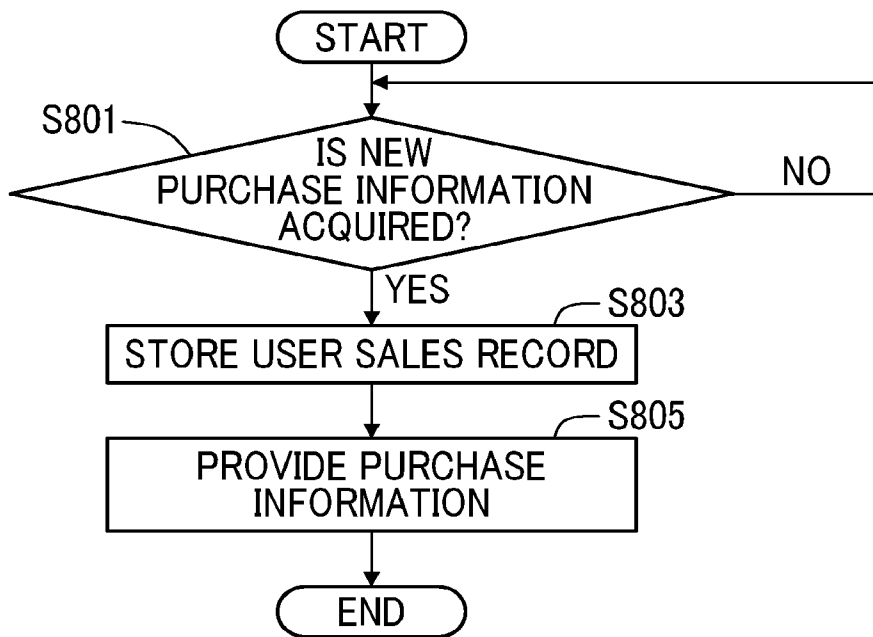 START
S801
IS NEW
PURCHASE INFORMATION
ACQUIRED?
NO
YES
S803
STORE USER SALES RECORD
S805
PROVIDE PURCHASE
INFORMATION
END